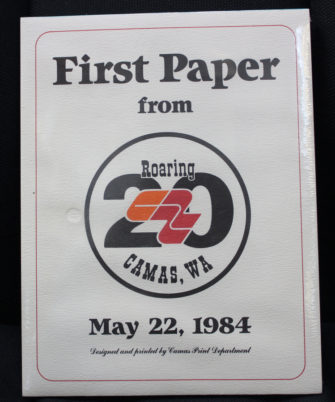 First Paper
from
Roaring
20
CAMAS, WA
May 22, 1984
Designed and printed by Camas Print Department